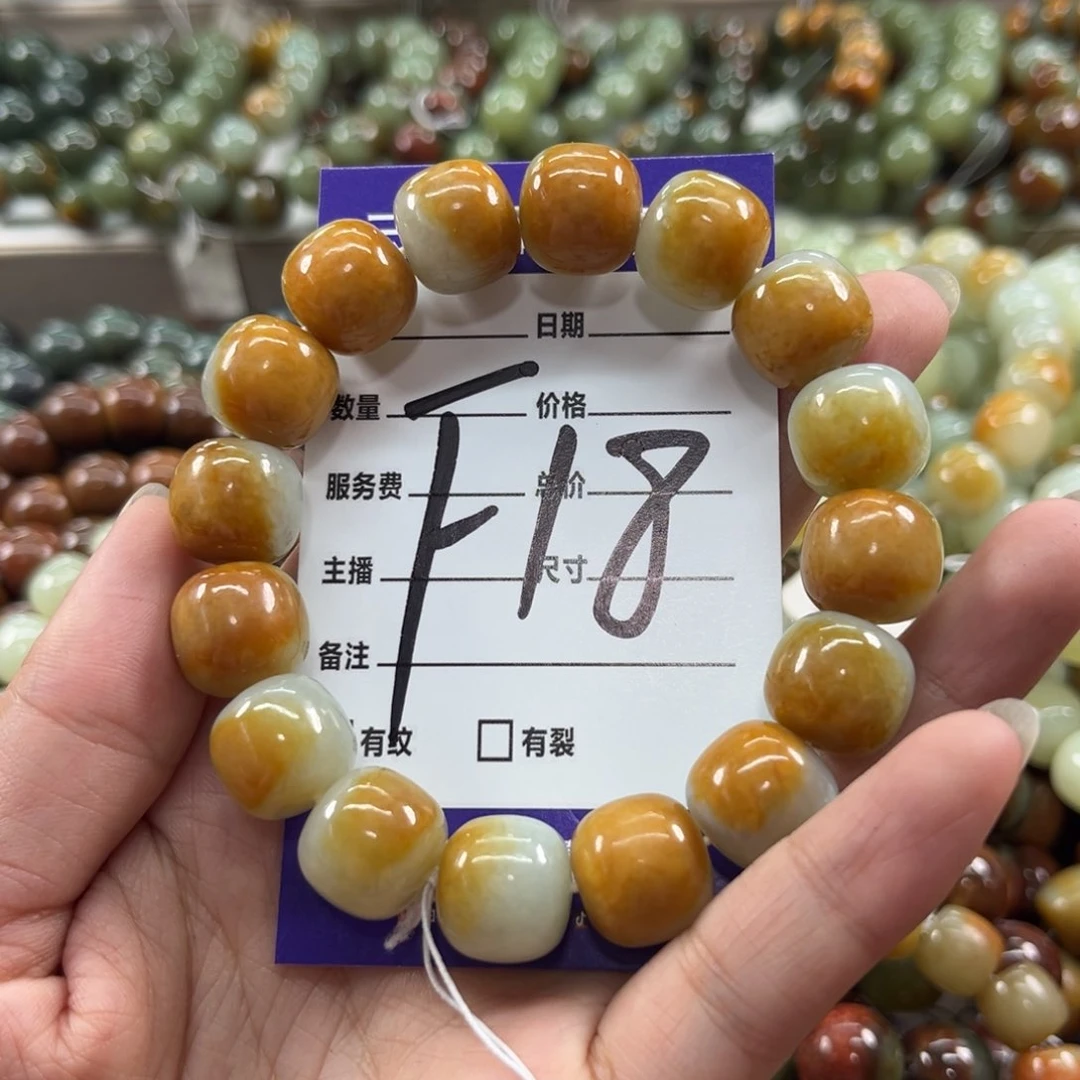 日期
数量 价格
服务费 总价
主播 尺寸
备注
有纹 有裂
F18